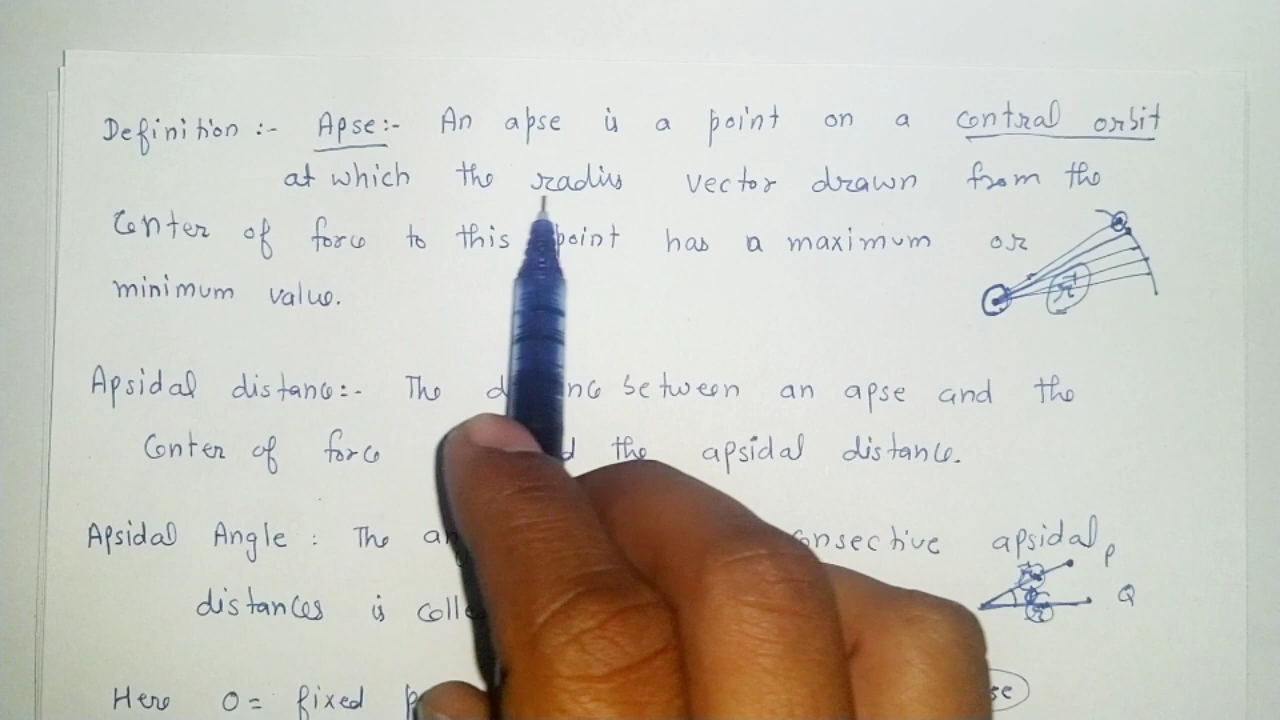 Definition :- Apse:- An apse is a point on a central orbit
at which the radius vector drawn from the
Center of force to this point has a maximum or
minimum value.
r
Apsidal distance:- The between an apse and the
Center of force the apsidal distance.
Apsidal Angle : The consective apsidal
distances is
P
Q
Here O = fixed